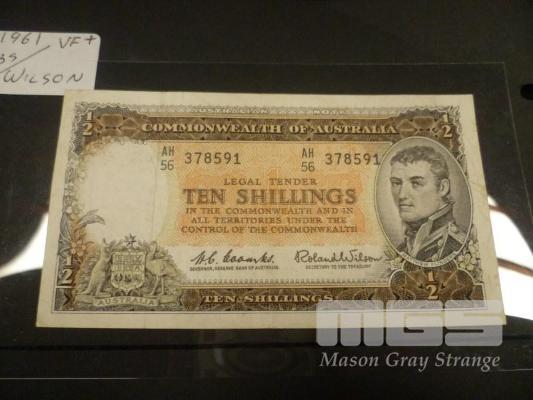 1961 VF+
WILSON
AUSTRALIAN NOTE
1/2 COMMONWEALTH OF AUSTRALIA 1/2
AH 56 378591 AH 56 378591
LEGAL TENDER
TEN SHILLINGS
IN THE COMMONWEALTH AND IN
ALL TERRITORIES UNDER THE
CONTROL OF THE COMMONWEALTH
H.C. Coombs. Roland Wilson
GOVERNOR, RESERVE BANK OF AUSTRALIA. SECRETARY TO THE TREASURY.
AUSTRALIA
1/2 TEN SHILLINGS 1/2
MGS
Mason Gray Strange